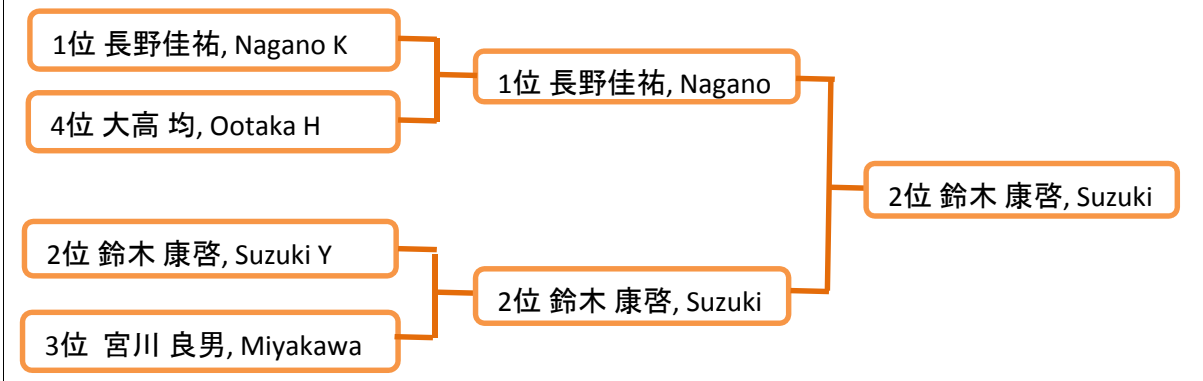 1位 長野佳祐, Nagano K
4位 大高 均, Ootaka H
2位 鈴木 康啓, Suzuki Y
3位 宮川 良男, Miyakawa
1位 長野佳祐, Nagano
2位 鈴木 康啓, Suzuki
2位 鈴木 康啓, Suzuki